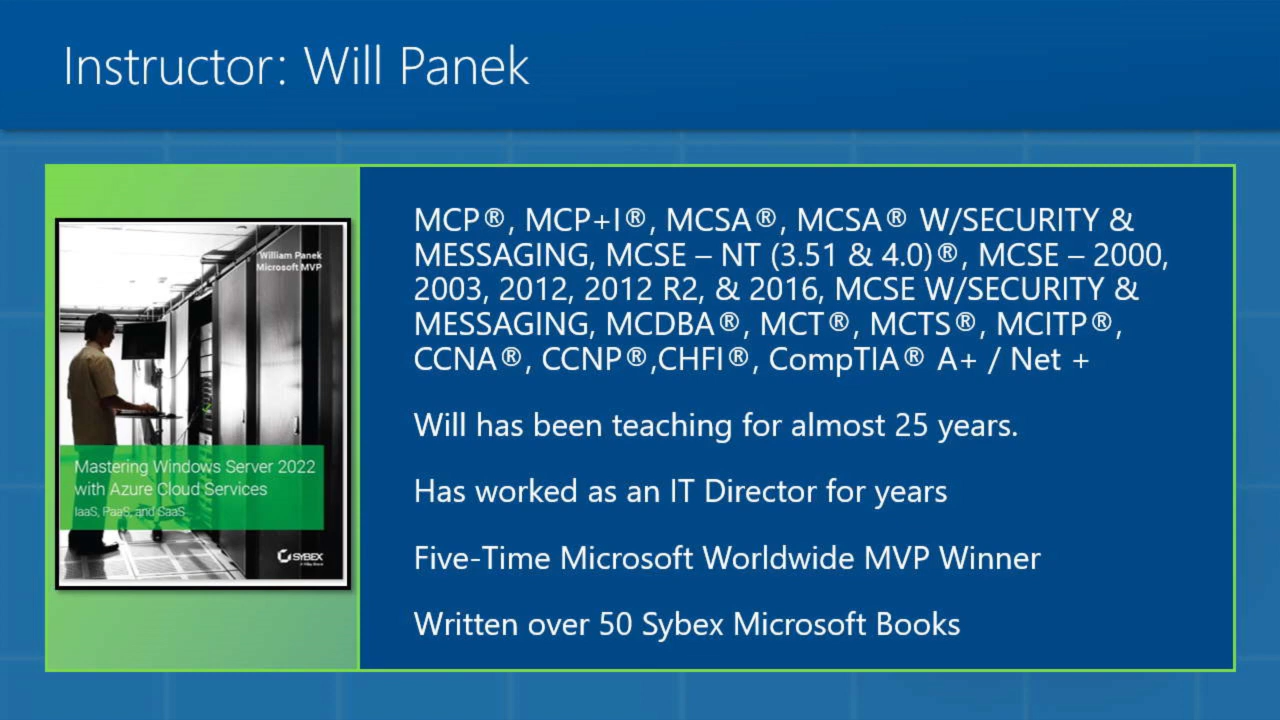 Instructor: Will Panek
William Panek
Microsoft MVP
Mastering Windows Server 2022
with Azure Cloud Services
IaaS, PaaS, and SaaS
SYBEX
A Wiley Brand
MCP®, MCP+I®, MCSA®, MCSA® W/SECURITY &
MESSAGING, MCSE – NT (3.51 & 4.0)®, MCSE – 2000,
2003, 2012, 2012 R2, & 2016, MCSE W/SECURITY &
MESSAGING, MCDBA®, MCT®, MCTS®, MCITP®,
CCNA®, CCNP®,CHFI®, CompTIA® A+ / Net +
Will has been teaching for almost 25 years.
Has worked as an IT Director for years
Five-Time Microsoft Worldwide MVP Winner
Written over 50 Sybex Microsoft Books